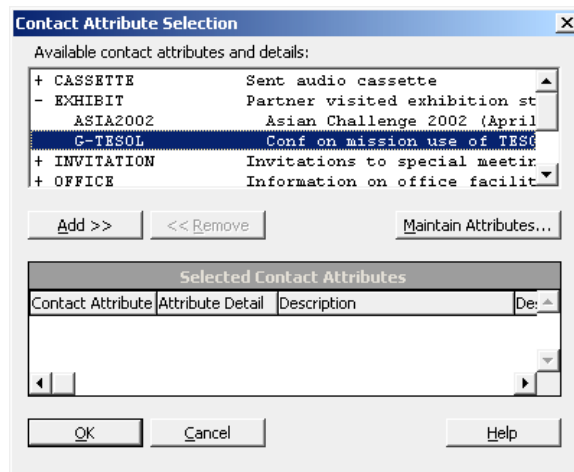 Contact Attribute Selection
Available contact attributes and details:
+ CASSETTE Sent audio cassette
- EXHIBIT Partner visited exhibition st
ASIA2002 Asian Challenge 2002 (April
G-TESOL Conf on mission use of TESO
+ INVITATION Invitations to special meetin
+ OFFICE Information on office facilit
Add >> << Remove Maintain Attributes...
Selected Contact Attributes
Contact Attribute Attribute Detail Description De
OK Cancel Help